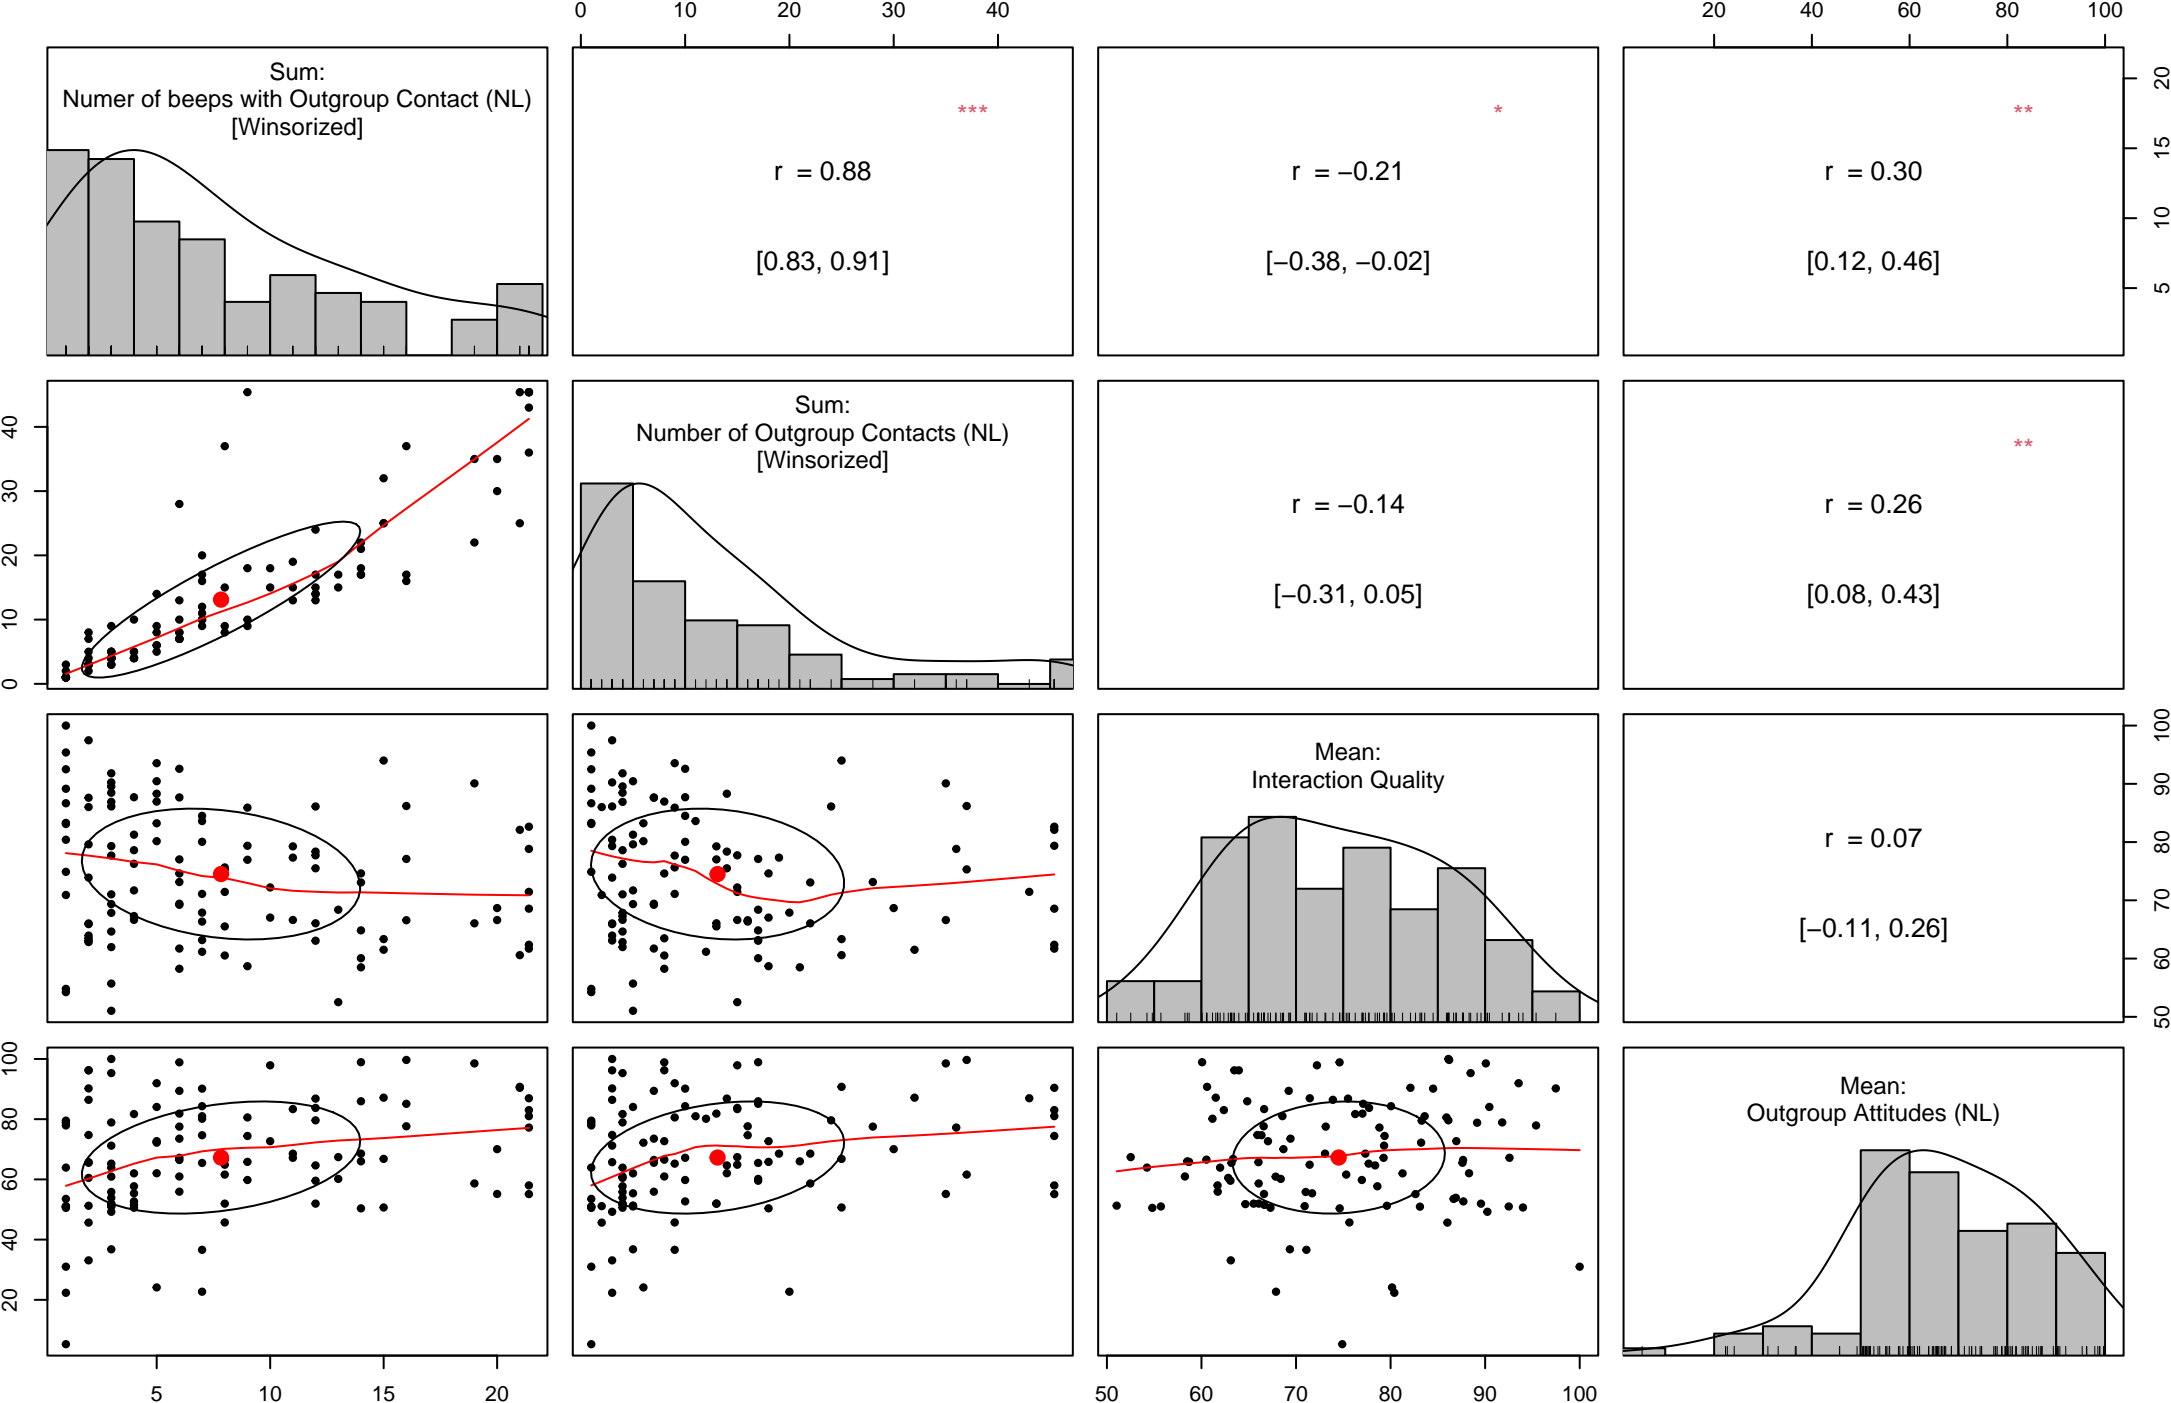 0 10 20 30 40
20 40 60 80 100
Sum:
Numer of beeps with Outgroup Contact (NL)
[Winsorized]
***
r = 0.88
[0.83, 0.91]
*
r = −0.21
[−0.38, −0.02]
**
r = 0.30
[0.12, 0.46]
5 10 15 20
0 10 20 30 40
Sum:
Number of Outgroup Contacts (NL)
[Winsorized]
r = −0.14
[−0.31, 0.05]
**
r = 0.26
[0.08, 0.43]
Mean:
Interaction Quality
r = 0.07
[−0.11, 0.26]
50 60 70 80 90 100
20 40 60 80 100
Mean:
Outgroup Attitudes (NL)
5 10 15 20
50 60 70 80 90 100